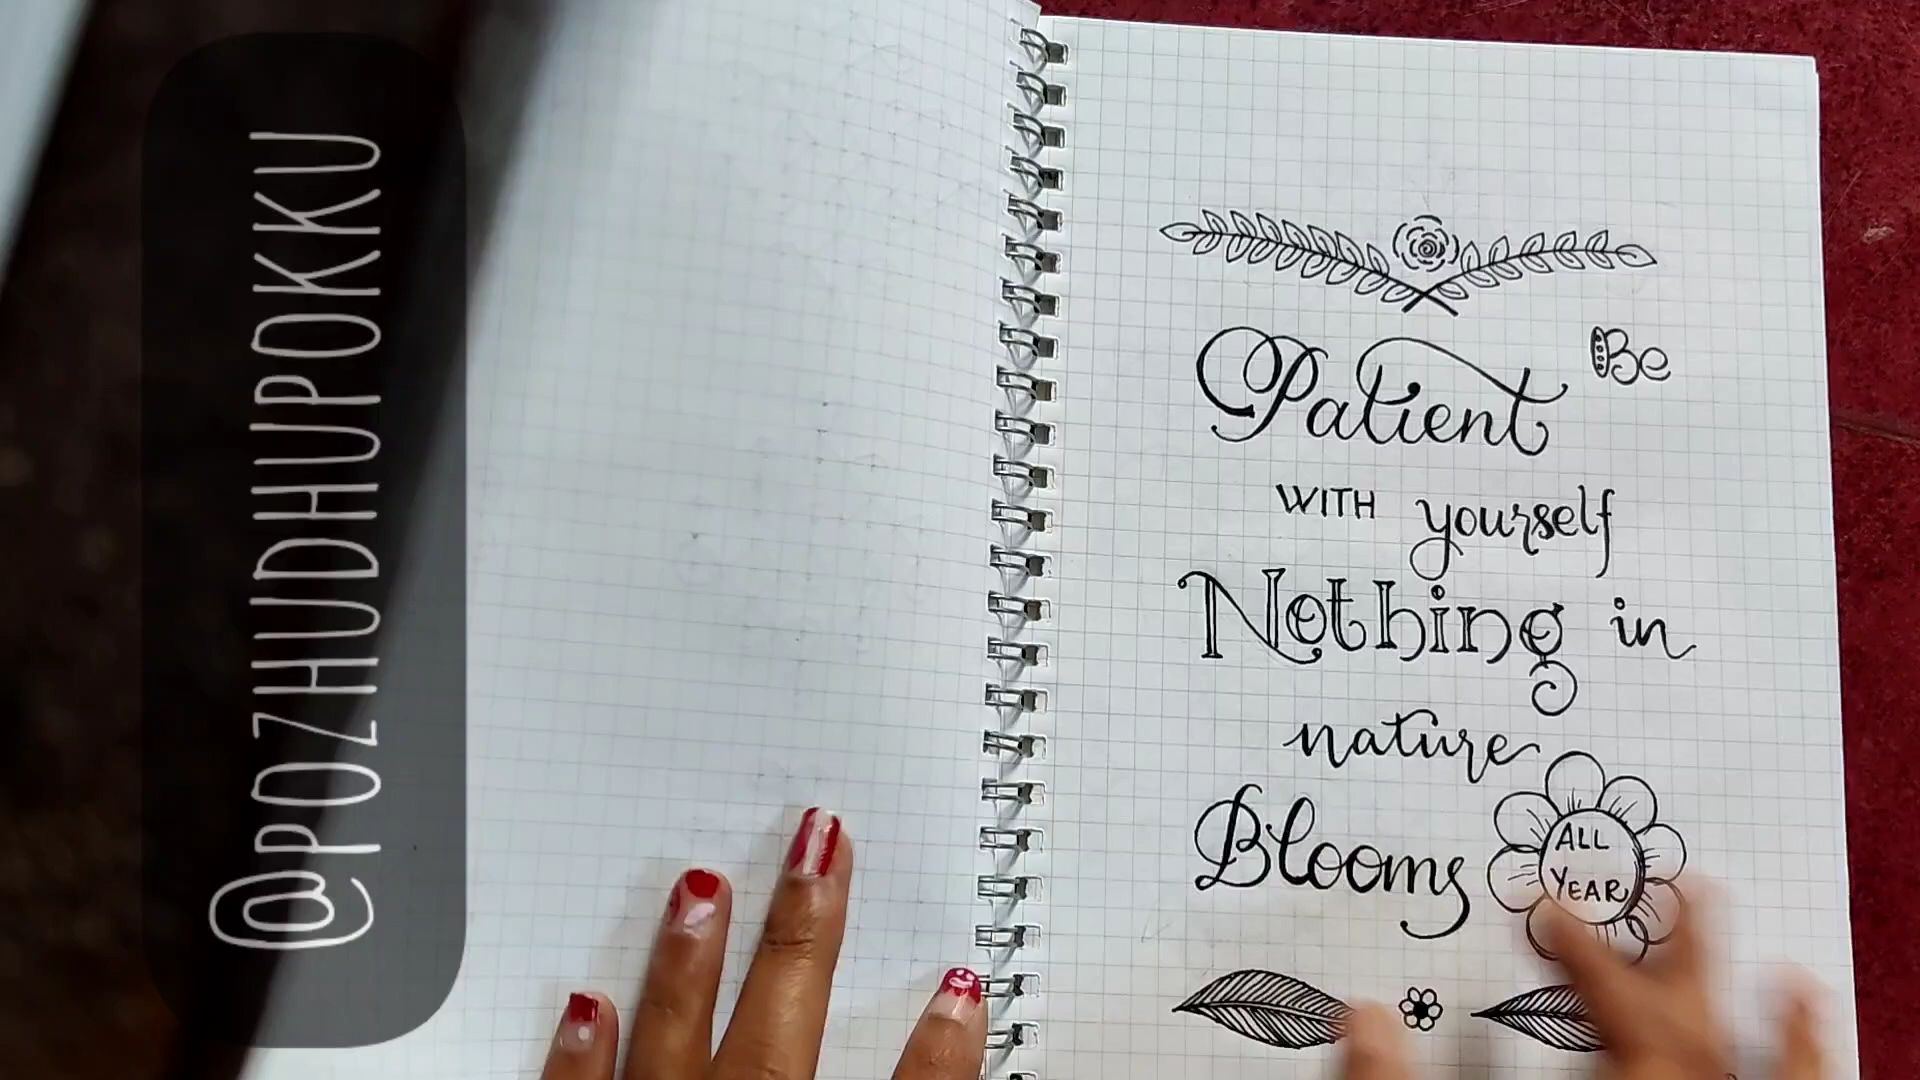 @POZHUDHUPOKKU
Be
Patient
WITH yourself
Nothing in
nature
Blooms
ALL
YEAR